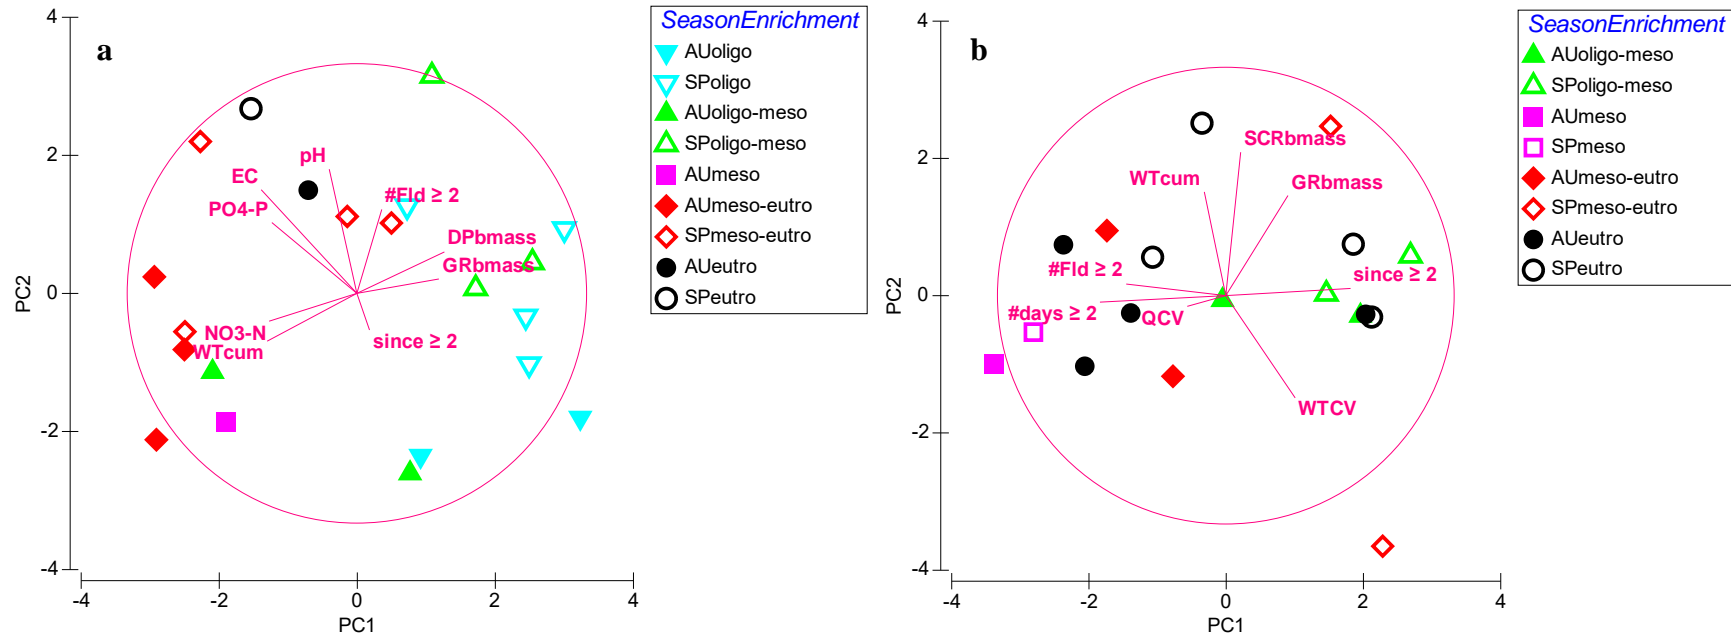 a
4
2
0
-2
-4
PC2
-4
-2
0
2
4
PC1
pH
EC
PO4-P
#Fld ≥ 2
DPbmass
GRbmass
NO3-N
WTcum
since ≥ 2
SeasonEnrichment
AUoligo
SPoligo
AUoligo-meso
SPoligo-meso
AUmeso
AUmeso-eutro
SPmeso-eutro
AUeutro
SPeutro
b
4
2
0
-2
-4
PC2
-4
-2
0
2
4
PC1
SCRbmass
WTcum
GRbmass
#Fld ≥ 2
since ≥ 2
#days ≥ 2
QCV
WTCV
SeasonEnrichment
AUoligo-meso
SPoligo-meso
AUmeso
SPmeso
AUmeso-eutro
SPmeso-eutro
AUeutro
SPeutro